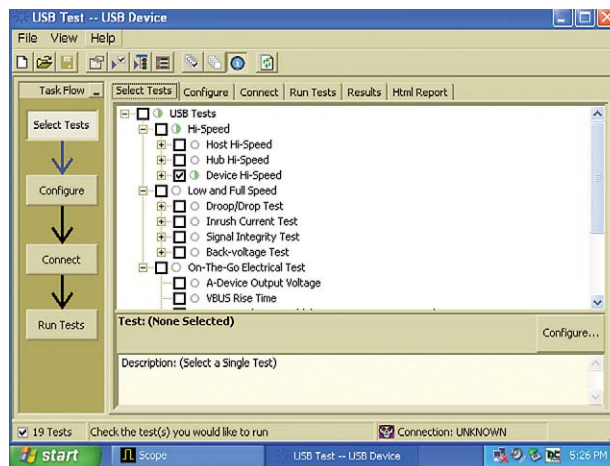 USB Test -- USB Device
File View Help
Task Flow
Select Tests Configure Connect Run Tests Results Html Report
Select Tests
Configure
Connect
Run Tests
USB Tests
Hi-Speed
Host Hi-Speed
Hub Hi-Speed
Device Hi-Speed
Low and Full Speed
Droop/Drop Test
Inrush Current Test
Signal Integrity Test
Back-voltage Test
On-The-Go Electrical Test
A-Device Output Voltage
VBUS Rise Time
Test: (None Selected)
Configure...
Description: (Select a Single Test)
19 Tests Check the test(s) you would like to run Connection: UNKNOWN
start Scope USB Test -- USB Device 5:26 PM